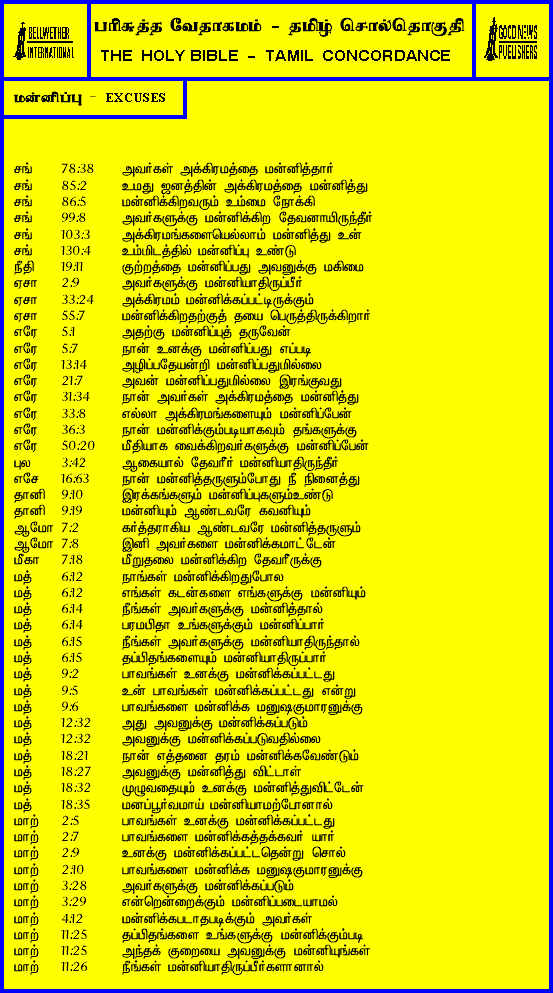 BELLWETHER
INTERNATIONAL
பரிசுத்த வேதாகமம் - தமிழ் சொல்தொகுதி
THE HOLY BIBLE - TAMIL CONCORDANCE
GOOD NEWS
PUBLISHERS
மன்னிப்பு - EXCUSES
சங் 78:38 அவர்கள் அக்கிரமத்தை மன்னித்தார்
சங் 85:2 உமது ஜனத்தின் அக்கிரமத்தை மன்னித்து
சங் 86:5 மன்னிக்கிறவரும் உம்மை நோக்கி
சங் 99:8 அவர்களுக்கு மன்னிக்கிற தேவனாயிருந்தீர்
சங் 103:3 அக்கிரமங்களையெல்லாம் மன்னித்து உன்
சங் 130:4 உம்மிடத்தில் மன்னிப்பு உண்டு
நீதி 19:11 குற்றத்தை மன்னிப்பது அவனுக்கு மகிமை
ஏசா 2:9 அவர்களுக்கு மன்னியாதிருப்பீர்
ஏசா 33:24 அக்கிரமம் மன்னிக்கப்பட்டிருக்கும்
ஏசா 55:7 மன்னிக்கிறதற்குத் தயை பெருத்திருக்கிறார்
எரே 5:1 அதற்கு மன்னிப்புத் தருவேன்
எரே 5:7 நான் உனக்கு மன்னிப்பது எப்படி
எரே 13:14 அழிப்பதேயன்றி மன்னிப்பதுமில்லை
எரே 21:7 அவன் மன்னிப்பதுமில்லை இரங்குவது
எரே 31:34 நான் அவர்கள் அக்கிரமத்தை மன்னித்து
எரே 33:8 எல்லா அக்கிரமங்களையும் மன்னிப்பேன்
எரே 36:3 நான் மன்னிக்கும்படியாகவும் தங்களுக்கு
எரே 50:20 மீதியாக வைக்கிறவர்களுக்கு மன்னிப்பேன்
புல 3:42 ஆகையால் தேவரீர் மன்னியாதிருந்தீர்
எசே 16:63 நான் மன்னித்தருளும்போது நீ நினைத்து
தானி 9:10 இரக்கங்களும் மன்னிப்புகளும்உண்டு
தானி 9:19 மன்னியும் ஆண்டவரே கவனியும்
ஆமோ 7:2 கர்த்தராகிய ஆண்டவரே மன்னித்தருளும்
ஆமோ 7:8 இனி அவர்களை மன்னிக்கமாட்டேன்
மீகா 7:18 மீறுதலை மன்னிக்கிற தேவரீருக்கு
மத் 6:12 நாங்கள் மன்னிக்கிறதுபோல
மத் 6:12 எங்கள் கடன்களை எங்களுக்கு மன்னியும்
மத் 6:14 நீங்கள் அவர்களுக்கு மன்னித்தால்
மத் 6:14 பரமபிதா உங்களுக்கும் மன்னிப்பார்
மத் 6:15 நீங்கள் அவர்களுக்கு மன்னியாதிருந்தால்
மத் 6:15 தப்பிதங்களையும் மன்னியாதிருப்பார்
மத் 9:2 பாவங்கள் உனக்கு மன்னிக்கப்பட்டது
மத் 9:5 உன் பாவங்கள் மன்னிக்கப்பட்டது என்று
மத் 9:6 பாவங்களை மன்னிக்க மனுஷகுமாரனுக்கு
மத் 12:32 அது அவனுக்கு மன்னிக்கப்படும்
மத் 12:32 அவனுக்கு மன்னிக்கப்படுவதில்லை
மத் 18:21 நான் எத்தனை தரம் மன்னிக்கவேண்டும்
மத் 18:27 அவனுக்கு மன்னித்து விட்டாள்
மத் 18:32 முழுவதையும் உனக்கு மன்னித்துவிட்டேன்
மத் 18:35 மனப்பூர்வமாய் மன்னியாமற்போனால்
மாற் 2:5 பாவங்கள் உனக்கு மன்னிக்கப்பட்டது
மாற் 2:7 பாவங்களை மன்னிக்கத்தக்கவர் யார்
மாற் 2:9 உனக்கு மன்னிக்கப்பட்டதென்று சொல்
மாற் 2:10 பாவங்களை மன்னிக்க மனுஷகுமாரனுக்கு
மாற் 3:28 அவர்களுக்கு மன்னிக்கப்படும்
மாற் 3:29 என்றென்றைக்கும் மன்னிப்படையாமல்
மாற் 4:12 மன்னிக்கபடாதபடிக்கும் அவர்கள்
மாற் 11:25 தப்பிதங்களை உங்களுக்கு மன்னிக்கும்படி
மாற் 11:25 அந்தக் குறையை அவனுக்கு மன்னியுங்கள்
மாற் 11:26 நீங்கள் மன்னியாதிருப்பீர்களானால்